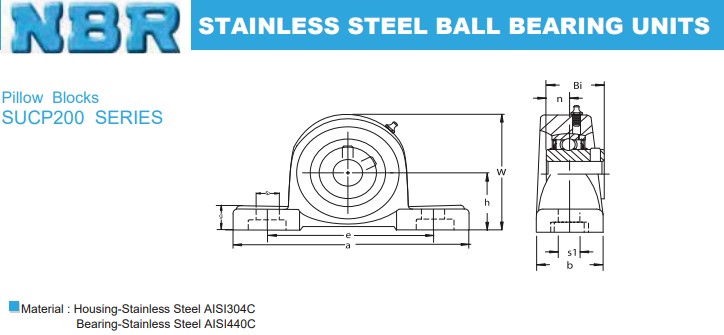 NBR
STAINLESS STEEL BALL BEARING UNITS
Pillow Blocks
SUCP200 SERIES
Bi
n
w
h
e
a
s1
b
Material : Housing-Stainless Steel AISI304C
Bearing-Stainless Steel AISI440C